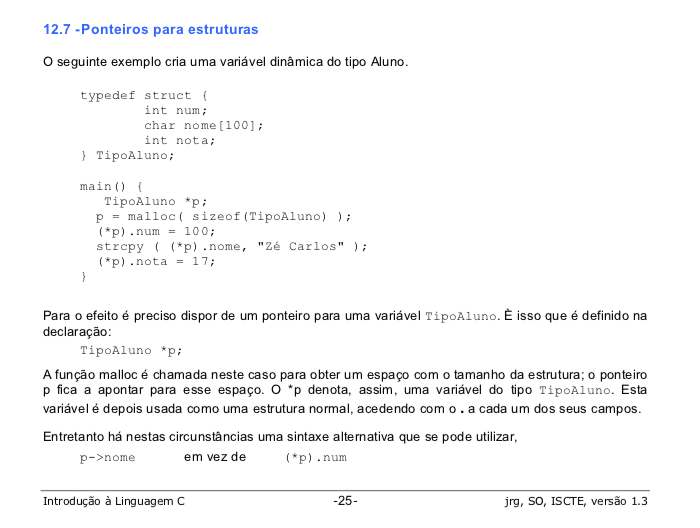 12.7 -Ponteiros para estruturas
O seguinte exemplo cria uma variável dinâmica do tipo Aluno.
typedef struct {
int num;
char nome[100];
int nota;
} TipoAluno;
main() {
TipoAluno *p;
p = malloc( sizeof(TipoAluno) );
(*p).num = 100;
strcpy ( (*p).nome, "Zé Carlos" );
(*p).nota = 17;
}
Para o efeito é preciso dispor de um ponteiro para uma variável TipoAluno. È isso que é definido na
declaração:
TipoAluno *p;
A função malloc é chamada neste caso para obter um espaço com o tamanho da estrutura; o ponteiro
p fica a apontar para esse espaço. O *p denota, assim, uma variável do tipo TipoAluno. Esta
variável é depois usada como uma estrutura normal, acedendo com o . a cada um dos seus campos.
Entretanto há nestas circunstâncias uma sintaxe alternativa que se pode utilizar,
p->nome em vez de (*p).num
Introdução à Linguagem C -25- jrg, SO, ISCTE, versão 1.3